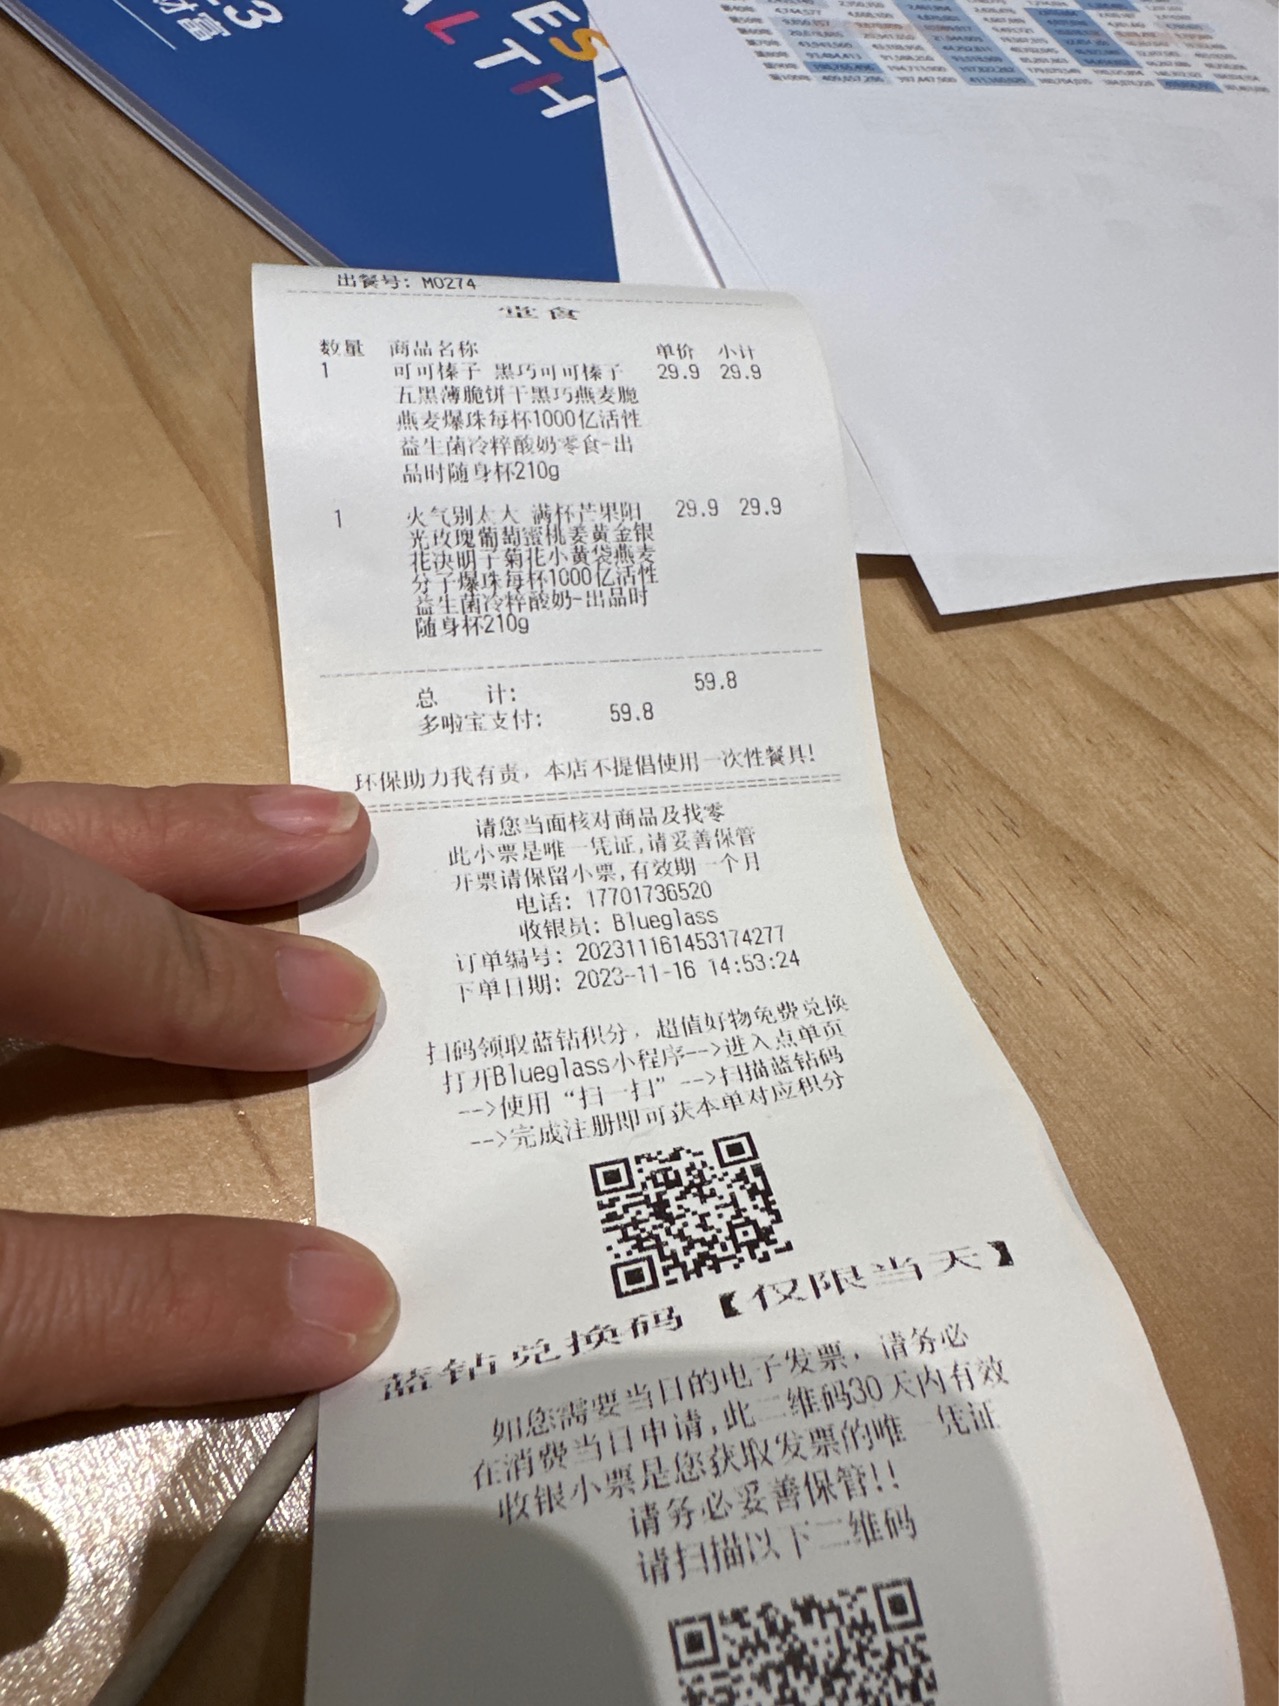 财富
EST
ALTH
出餐号: M0274
堂食
数量 商品名称 单价 小计
1 可可榛子 黑巧可可榛子 29.9 29.9
五黑薄脆饼干黑巧燕麦脆
燕麦爆珠每杯1000亿活性
益生菌冷粹酸奶零食-出
品时随身杯210g
1 火气别太大 满杯芒果阳 29.9 29.9
光玫瑰葡萄蜜桃姜黄金银
花决明子菊花小黄袋燕麦
分子爆珠每杯1000亿活性
益生菌冷粹酸奶-出品时
随身杯210g
总 计: 59.8
多啦宝支付: 59.8
环保助力我有责, 本店不提倡使用一次性餐具!
请您当面核对商品及找零
此小票是唯一凭证,请妥善保管
开票请保留小票,有效期一个月
电话: 17701736520
收银员: Blueglass
订单编号: 202311161453174277
下单日期: 2023-11-16 14:53:24
扫码领取蓝钻积分, 超值好物免费兑换
打开Blueglass小程序-->进入点单页
-->使用“扫一扫” -->扫描蓝钻码
-->完成注册即可获本单对应积分
蓝钻兑换码【仅限当天】
如您需要当日的电子发票, 请务必
在消费当日申请,此二维码30天内有效
收银小票是您获取发票的唯一凭证
请务必妥善保管!!
请扫描以下二维码